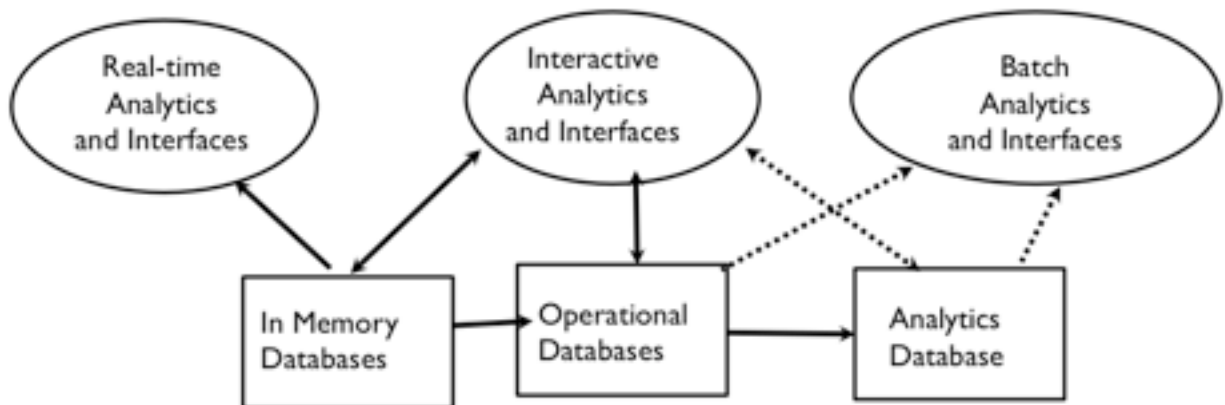 Real-time
Analytics
and Interfaces
Interactive
Analytics
and Interfaces
Batch
Analytics
and Interfaces
In Memory
Databases
Operational
Databases
Analytics
Database